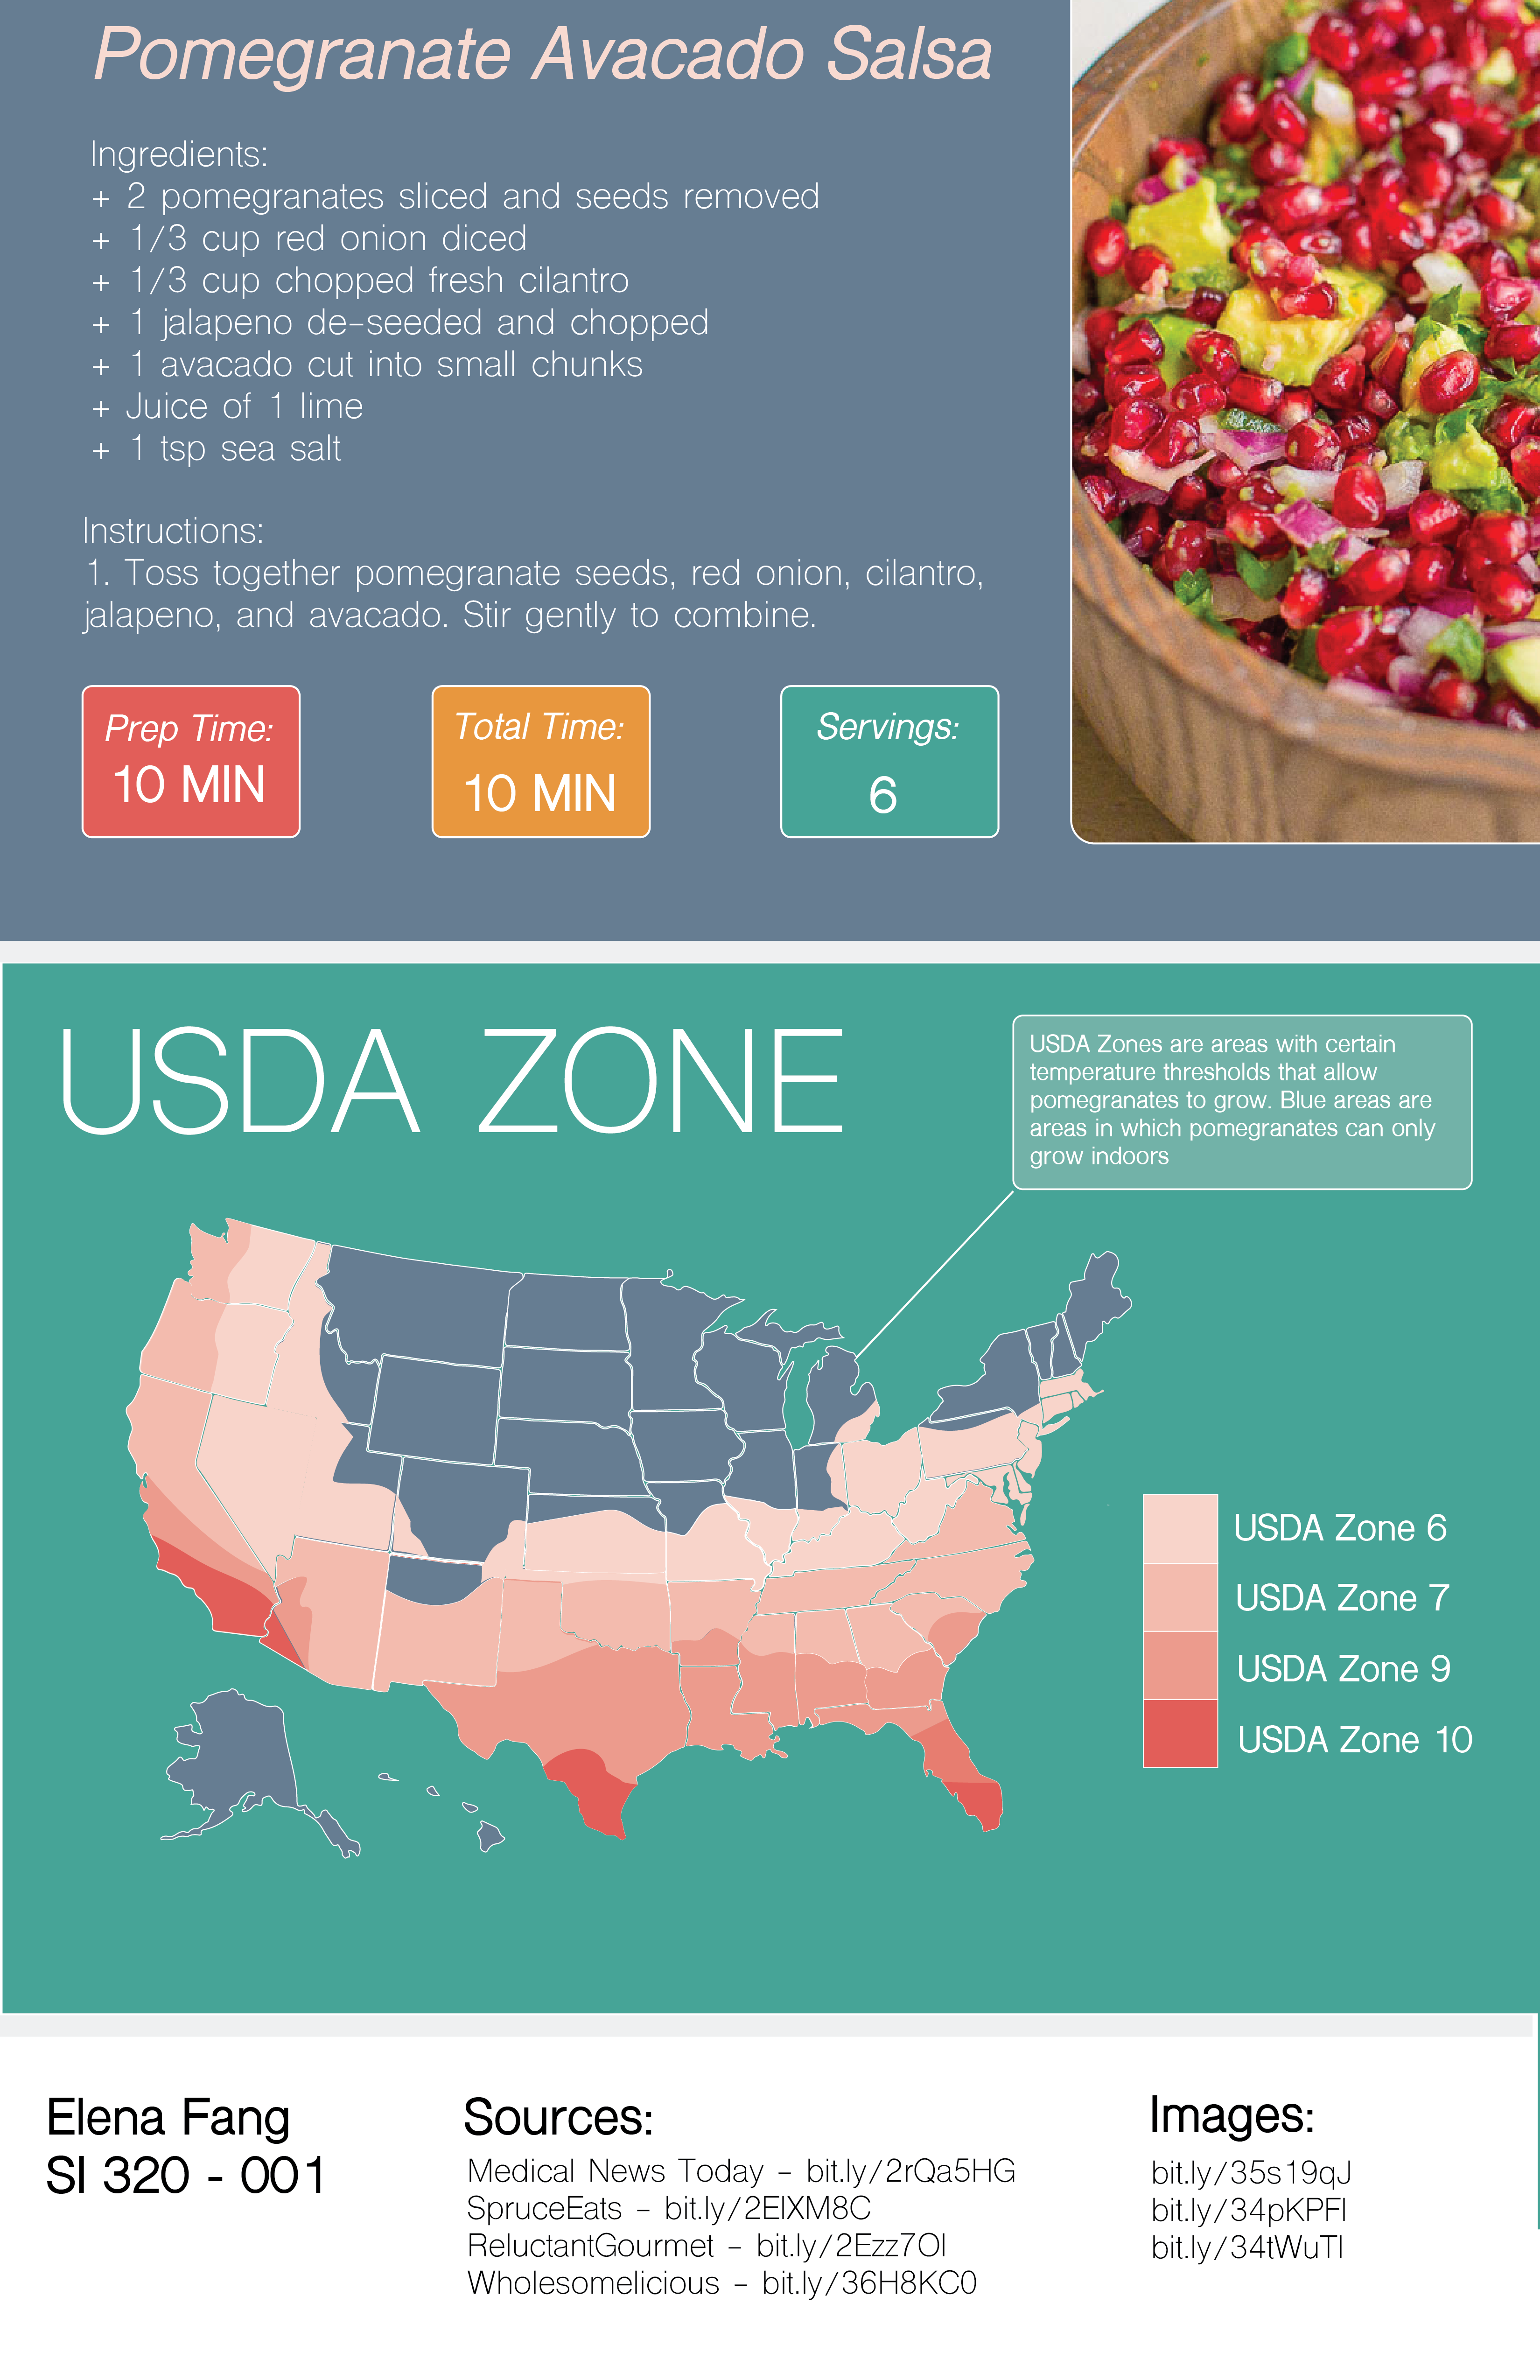 Pomegranate Avacado Salsa
Ingredients:
+ 2 pomegranates sliced and seeds removed
+ 1/3 cup red onion diced
+ 1/3 cup chopped fresh cilantro
+ 1 jalapeno de-seeded and chopped
+ 1 avacado cut into small chunks
+ Juice of 1 lime
+ 1 tsp sea salt
Instructions:
1. Toss together pomegranate seeds, red onion, cilantro,
jalapeno, and avacado. Stir gently to combine.
Prep Time:
10 MIN
Total Time:
10 MIN
Servings:
6
USDA ZONE
USDA Zones are areas with certain
temperature thresholds that allow
pomegranates to grow. Blue areas are
areas in which pomegranates can only
grow indoors
USDA Zone 6
USDA Zone 7
USDA Zone 9
USDA Zone 10
Elena Fang
SI 320 - 001
Sources:
Medical News Today - bit.ly/2rQa5HG
SpruceEats - bit.ly/2EIXM8C
ReluctantGourmet - bit.ly/2Ezz7OI
Wholesomelicious - bit.ly/36H8KC0
Images:
bit.ly/35s19qJ
bit.ly/34pKPFI
bit.ly/34tWuTI